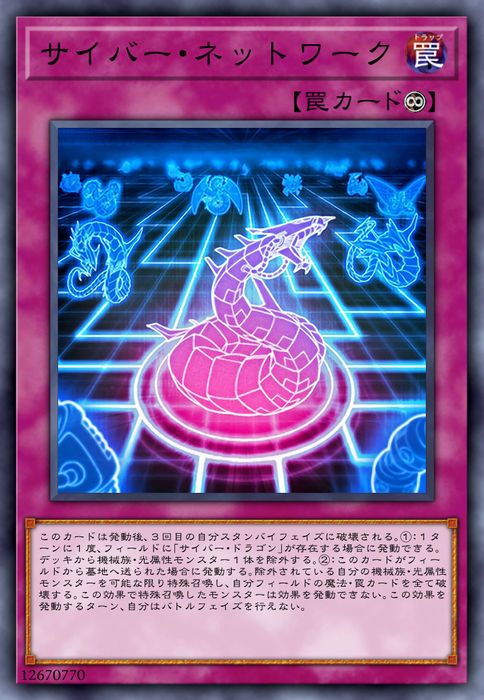 サイバー・ネットワーク
トラップ
罠
【罠カード】
このカードは発動後、3回目の自分スタンバイフェイズに破壊される。①：1タ
ーンに1度、フィールドに「サイバー・ドラゴン」が存在する場合に発動できる。
デッキから機械族・光属性モンスター1体を除外する。②：このカードがフィ
ールドから墓地へ送られた場合に発動する。除外されている自分の機械族・光属性
モンスターを可能な限り特殊召喚し、自分フィールドの魔法・罠カードを全て破
壊する。この効果で特殊召喚したモンスターは効果を発動できない。この効果を
発動するターン、自分はバトルフェイズを行えない。
12670770